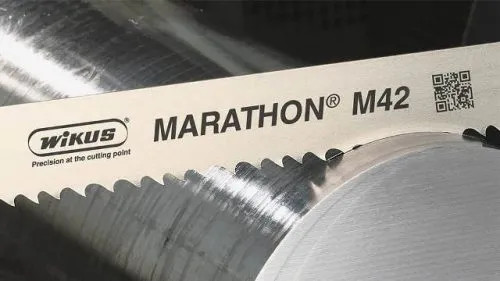 WIKUS
Precision at the cutting point
MARATHON® M42